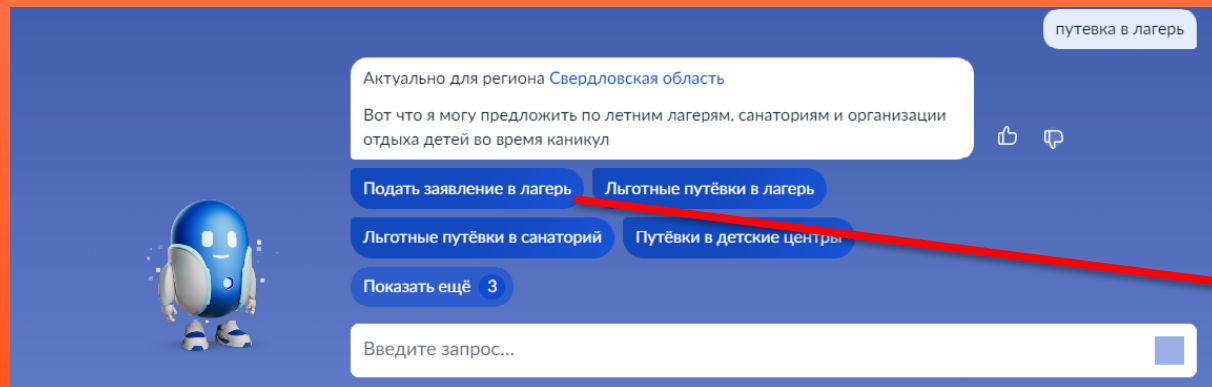 путевка в лагерь
Актуально для региона Свердловская область
Вот что я могу предложить по летним лагерям, санаториям и организации
отдыха детей во время каникул
Подать заявление в лагерь
Льготные путёвки в лагерь
Льготные путёвки в санаторий
Путёвки в детские центры
Показать ещё 3
Введите запрос...